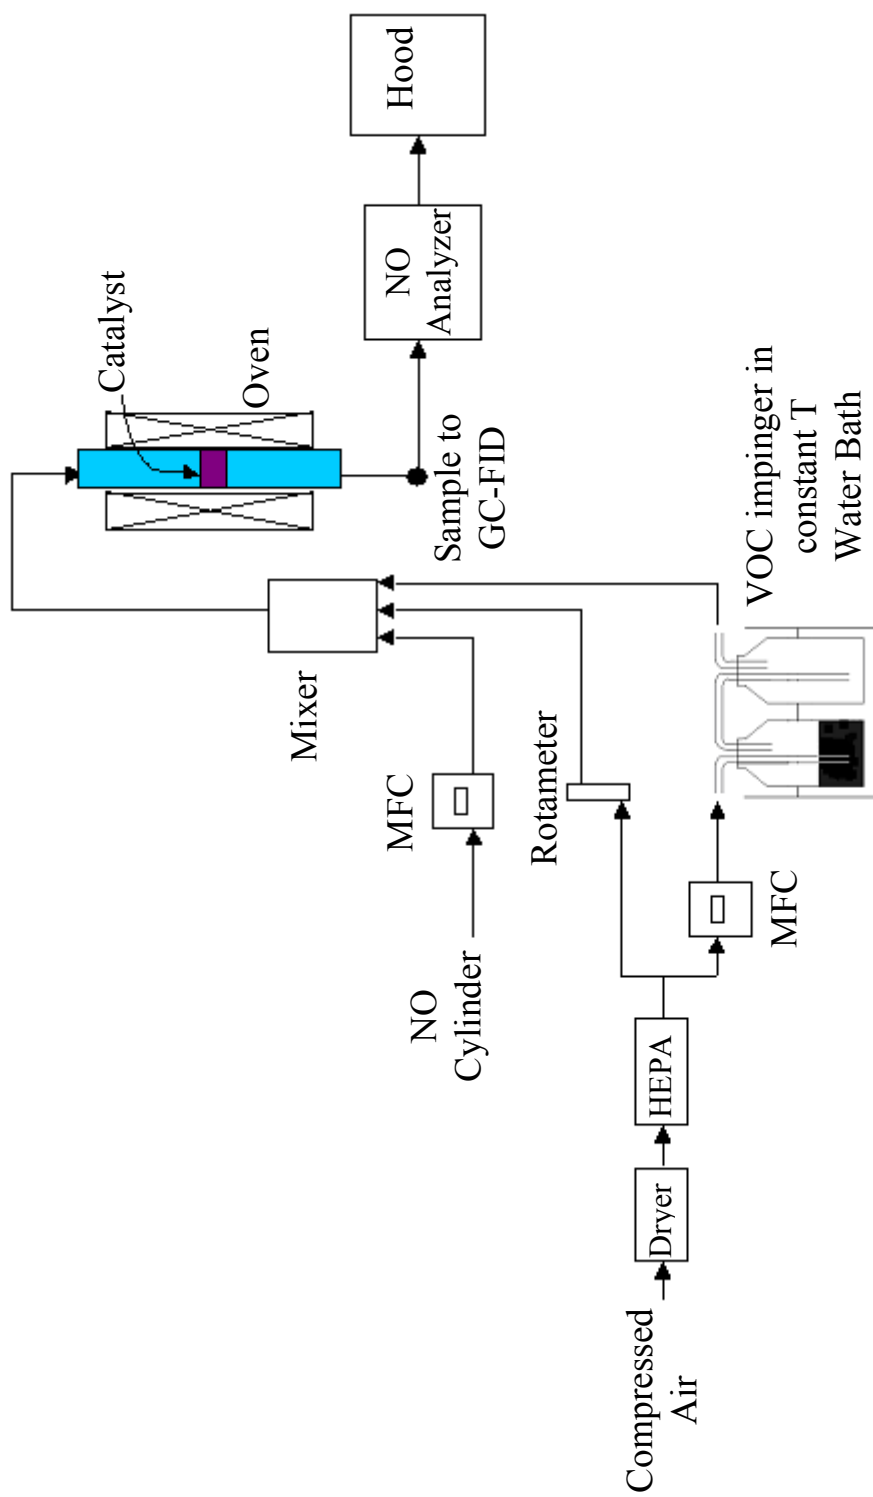 Compressed
Air
Dryer
HEPA
MFC
VOC impinger in
constant T
Water Bath
Rotameter
NO
Cylinder
MFC
Mixer
Catalyst
Oven
Sample to
GC-FID
NO
Analyzer
Hood